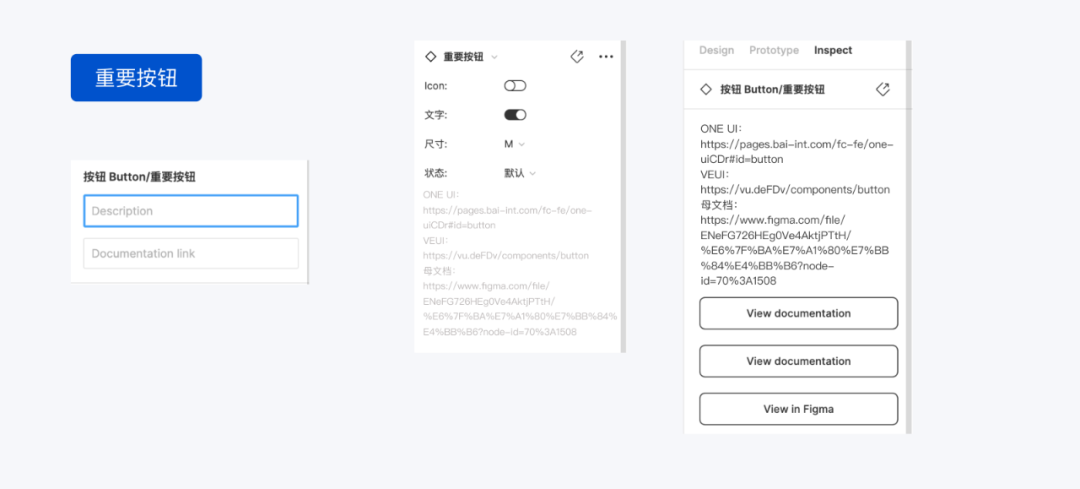 重要按钮
按钮 Button/重要按钮
Description
Documentation link
重要按钮
Icon:
文字:
尺寸: M
状态: 默认
ONE UI:
https://pages.bai-Int.com/fc-fe/one-
uiCDr#id=button
VEUI:
https://vu.deFDv/components/button
母文档:
https://www.figma.com/file/
ENeFG726HEg0Ve4AktjPTtH/
%E6%7F%BA%E7%A1%80%E7%BB%84%
E4%BB%B6?node-id=70%3A1508
Design Prototype Inspect
按钮 Button/重要按钮
ONE UI:
https://pages.bai-int.com/fc-fe/one-
uiCDr#id=button
VEUI:
https://vu.deFDv/components/button
母文档:
https://www.figma.com/file/
ENeFG726HEg0Ve4AktjPTtH/
%E6%7F%BA%E7%A1%80%E7%BB
%84%E4%BB%B6?node-
id=70%3A1508
View documentation
View documentation
View in Figma